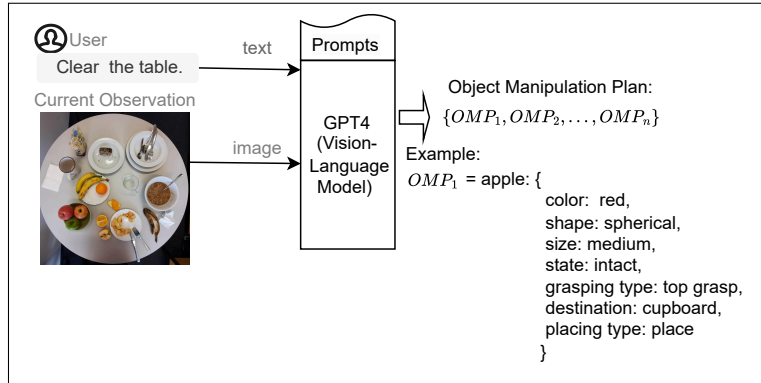 User
Clear the table.
Current Observation
text
image
Prompts
GPT4
(Vision-
Language
Model)
Object Manipulation Plan:
{OMP₁, OMP₂, . . . , OMPₙ}
Example:
OMP₁ = apple: {
color: red,
shape: spherical,
size: medium,
state: intact,
grasping type: top grasp,
destination: cupboard,
placing type: place
}